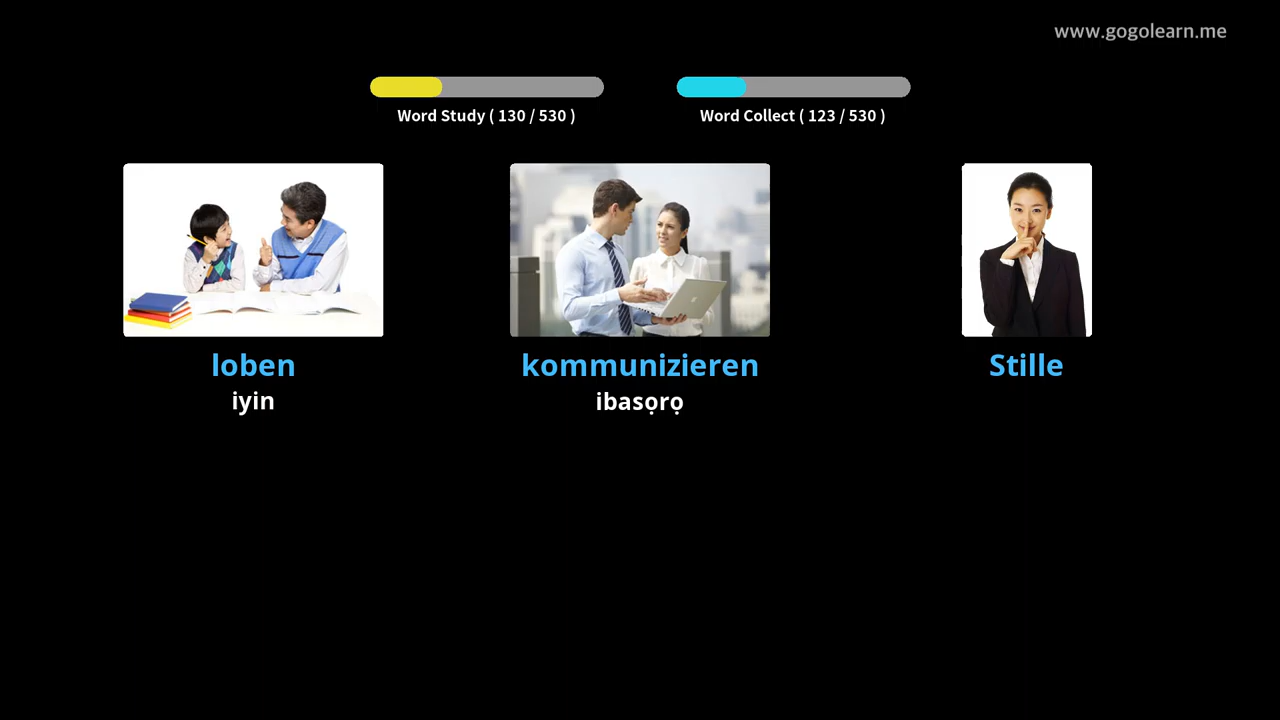 www.gogolearn.me
Word Study ( 130 / 530 )
Word Collect ( 123 / 530 )
loben
kommunizieren
Stille
iyin
ibasọrọ